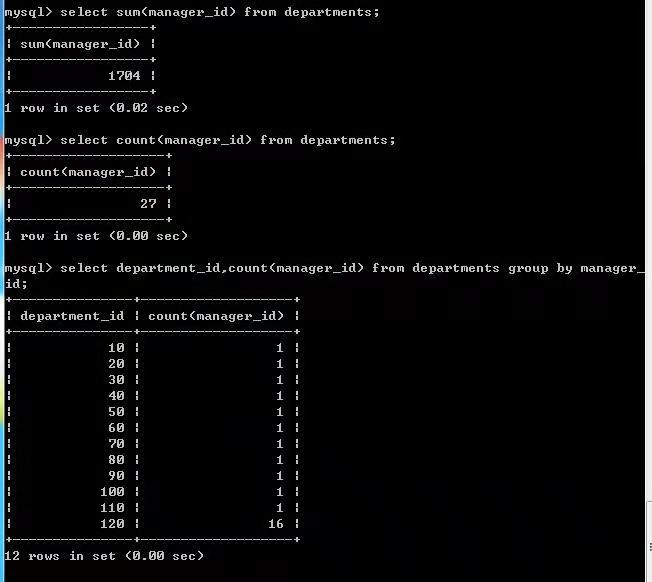 mysql> select sum(manager_id) from departments;
+------------------+
| sum(manager_id) |
+------------------+
| 1704 |
+------------------+
1 row in set (0.02 sec)
mysql> select count(manager_id) from departments;
+--------------------+
| count(manager_id) |
+--------------------+
| 27 |
+--------------------+
1 row in set (0.00 sec)
mysql> select department_id,count(manager_id) from departments group by manager_
id;
+----------------+--------------------+
| department_id | count(manager_id) |
+----------------+--------------------+
| 10 | 1 |
| 20 | 1 |
| 30 | 1 |
| 40 | 1 |
| 50 | 1 |
| 60 | 1 |
| 70 | 1 |
| 80 | 1 |
| 90 | 1 |
| 100 | 1 |
| 110 | 1 |
| 120 | 16 |
+----------------+--------------------+
12 rows in set (0.00 sec)